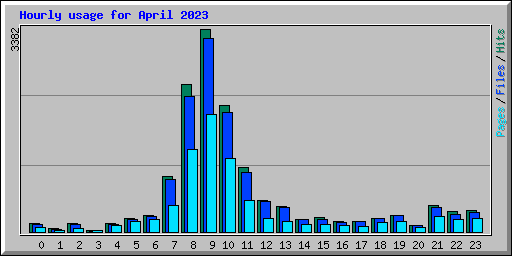 Hourly usage for April 2023
3382
Pages / Files / Hits
0 1 2 3 4 5 6 7 8 9 10 11 12 13 14 15 16 17 18 19 20 21 22 23